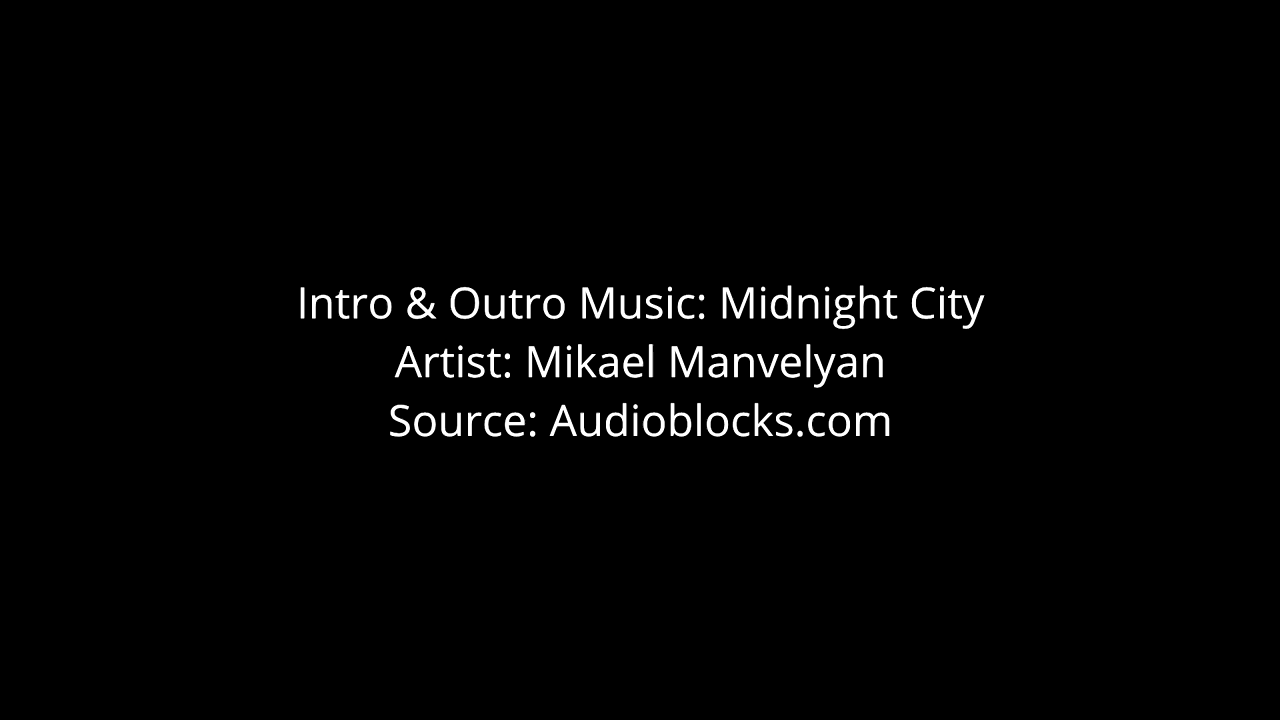 Intro & Outro Music: Midnight City
Artist: Mikael Manvelyan
Source: Audioblocks.com